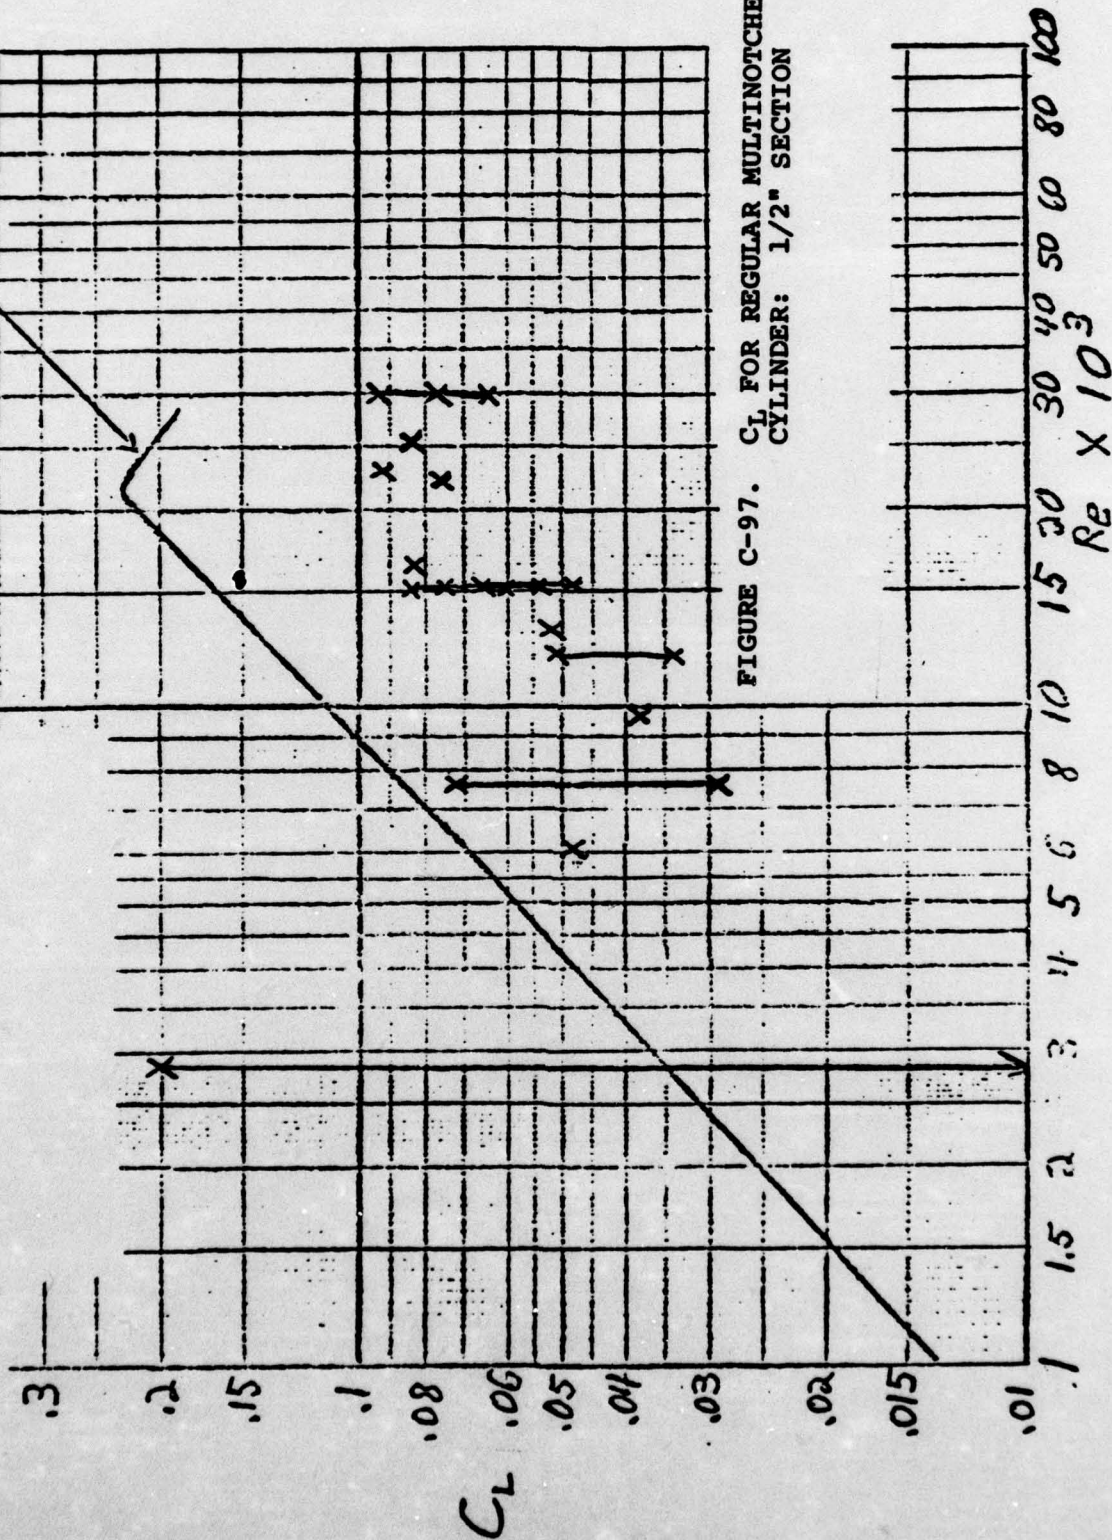 .3
.2
.15
.1
.08
.06
.05
.04
.03
.02
.015
.01
C_L
.1 1.5 2 3 4 5 6 8 10 15 20 30 40 50 60 80 100
Re X 10³
FIGURE C-97. C_L FOR REGULAR MULTINOTCHE
CYLINDER: 1/2" SECTION